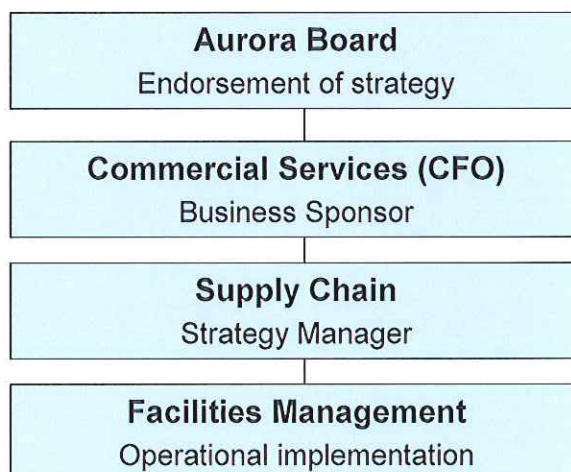 Aurora Board
Endorsement of strategy
Commercial Services (CFO)
Business Sponsor
Supply Chain
Strategy Manager
Facilities Management
Operational implementation